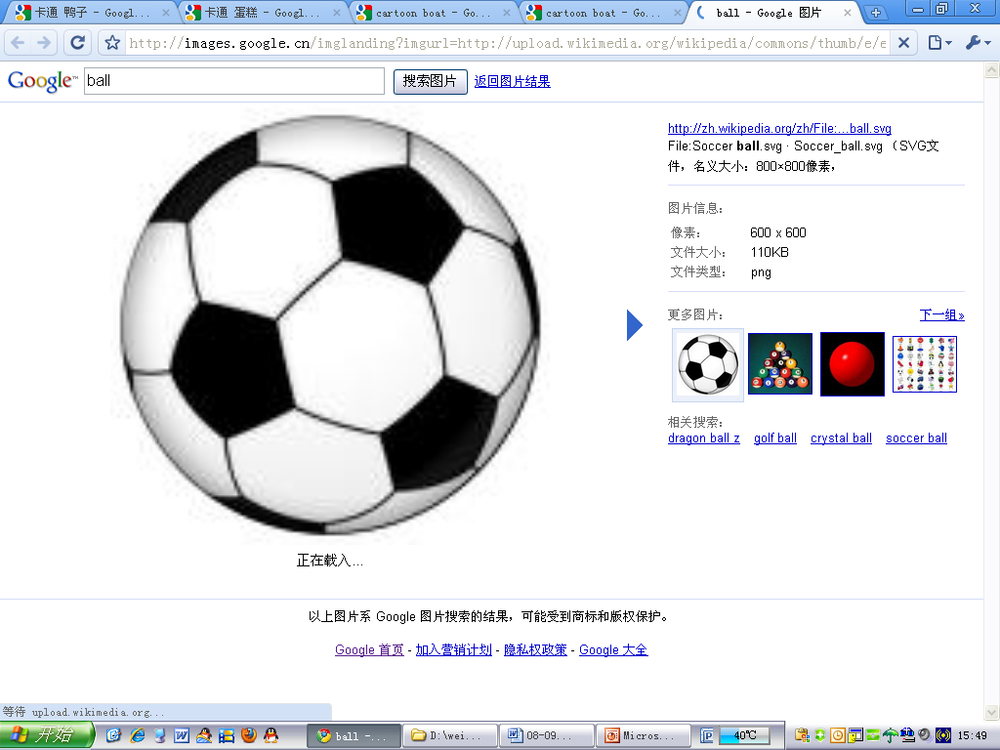 卡通 鸭子 - Googl...
卡通 蛋糕 - Googl...
cartoon boat - Go...
cartoon boat - Go...
ball - Google 图片
http://images.google.cn/imglanding?imgurl=http://upload.wikimedia.org/wikipedia/commons/thumb/e/e
Google™ ball 搜索图片 返回图片结果
http://zh.wikipedia.org/zh/File:...ball.svg
File:Soccer ball.svg · Soccer_ball.svg (SVG文
件，名义大小：800×800像素，
图片信息：
像素： 600 x 600
文件大小： 110KB
文件类型： png
更多图片： 下一组»
相关搜索：
dragon ball z golf ball crystal ball soccer ball
正在载入...
以上图片系 Google 图片搜索的结果，可能受到商标和版权保护。
Google 首页 - 加入营销计划 - 隐私权政策 - Google 大全
等待 upload.wikimedia.org...
开始 ball -... D:\wei... 08-09... Micros... 40℃ 15:49